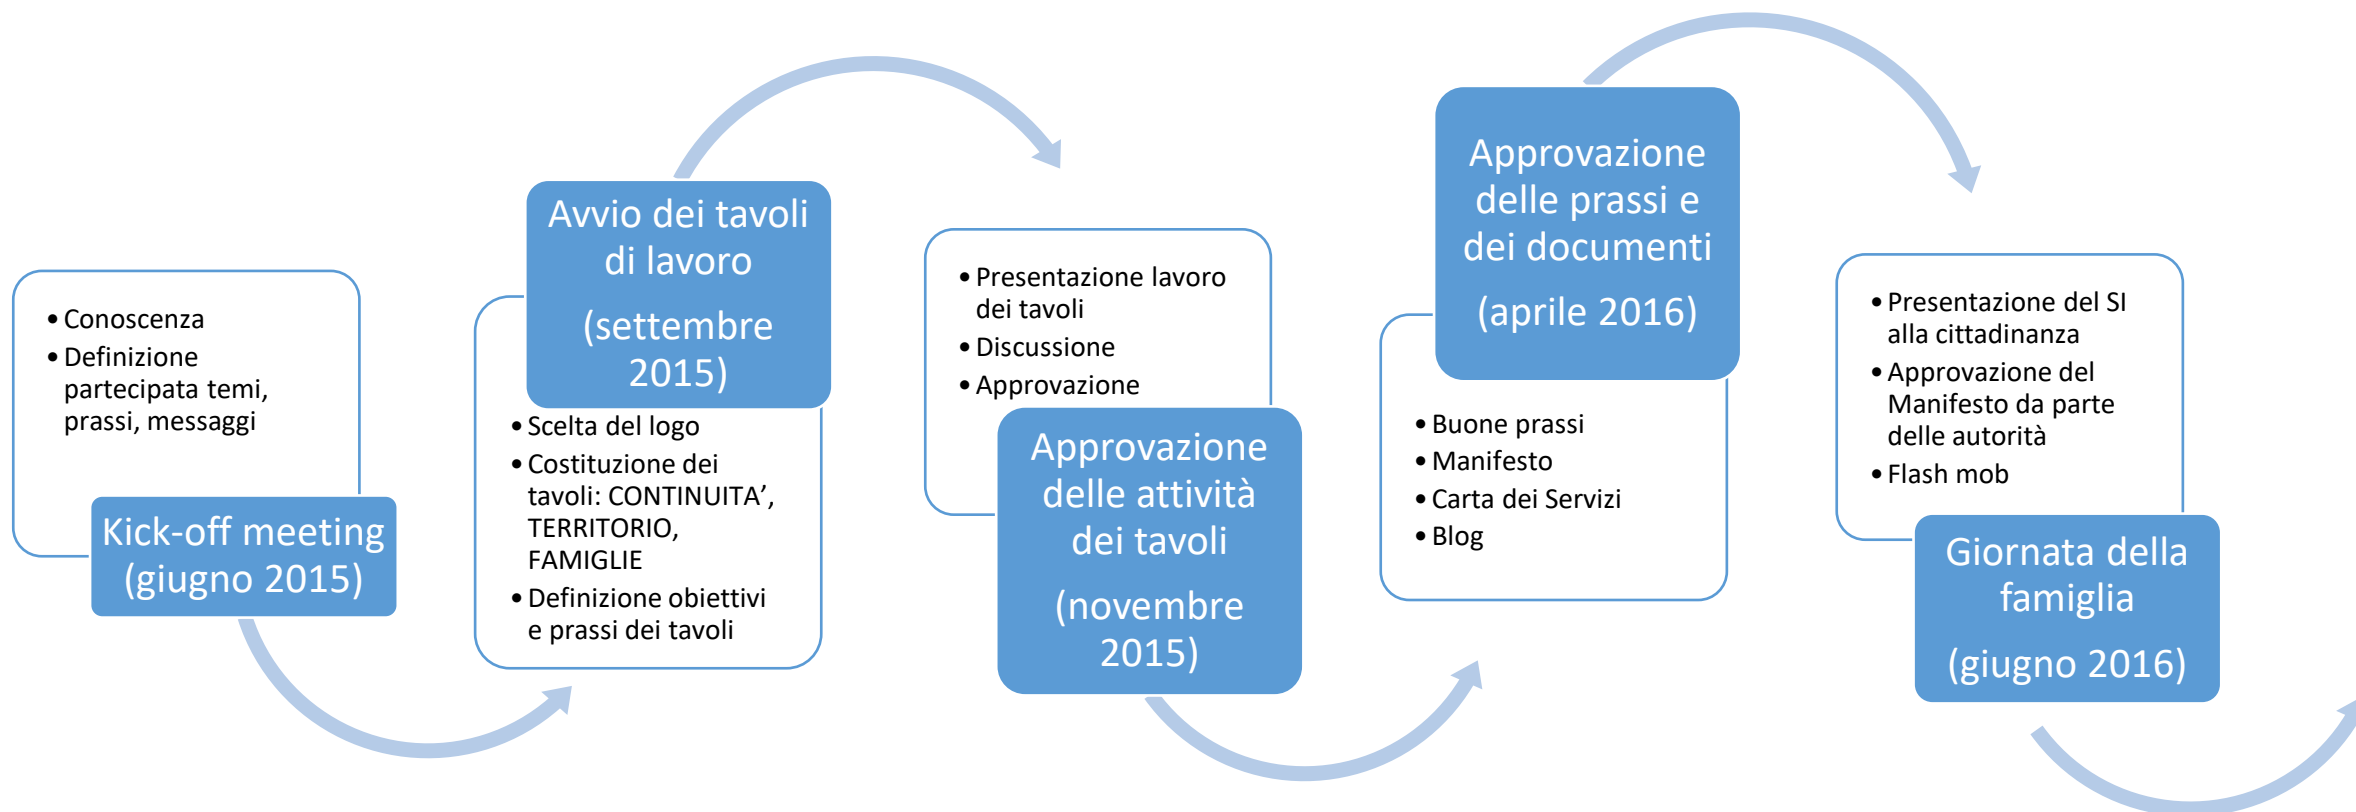 • Conoscenza
• Definizione
partecipata temi,
prassi, messaggi
Kick-off meeting
(giugno 2015)
Avvio dei tavoli
di lavoro
(settembre
2015)
• Scelta del logo
• Costituzione dei
tavoli: CONTINUITA’,
TERRITORIO,
FAMIGLIE
• Definizione obiettivi
e prassi dei tavoli
• Presentazione lavoro
dei tavoli
• Discussione
• Approvazione
Approvazione
delle attività
dei tavoli
(novembre
2015)
Approvazione
delle prassi e
dei documenti
(aprile 2016)
• Buone prassi
• Manifesto
• Carta dei Servizi
• Blog
• Presentazione del SI
alla cittadinanza
• Approvazione del
Manifesto da parte
delle autorità
• Flash mob
Giornata della
famiglia
(giugno 2016)